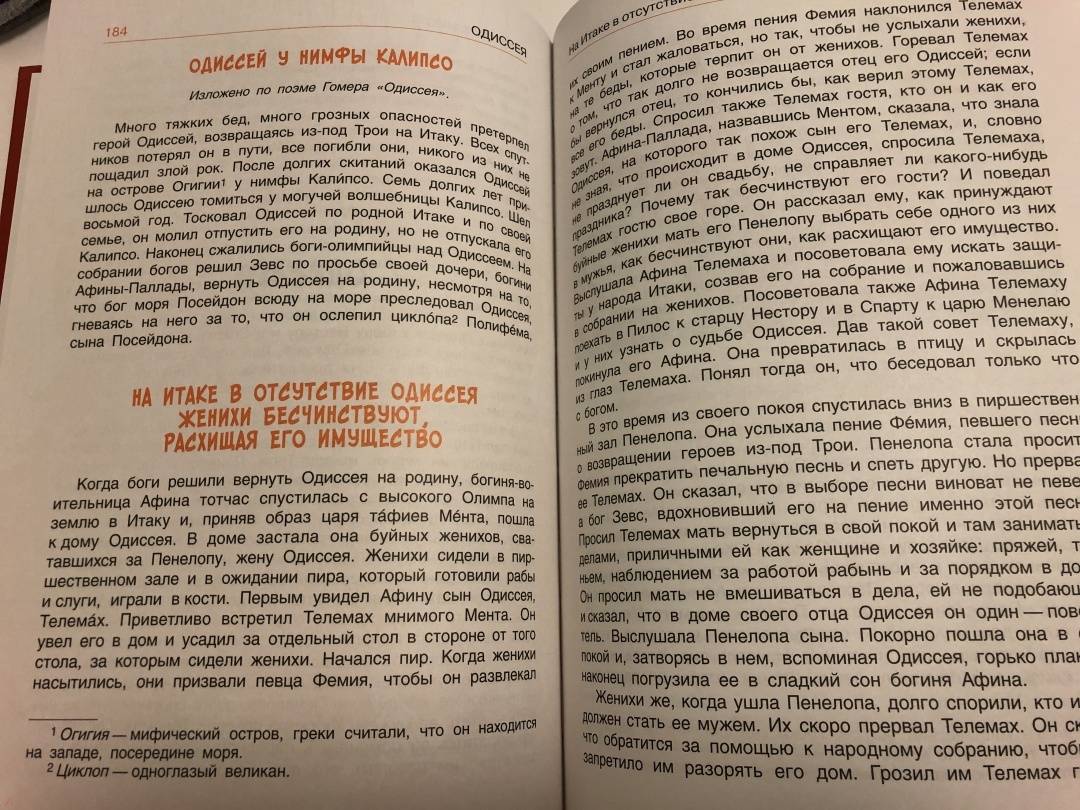 184
ОДИССЕЯ
ОДИССЕЙ У НИМФЫ КАЛИПСО
Изложено по поэме Гомера «Одиссея».
Много тяжких бед, много грозных опасностей претерпел
герой Одиссей, возвращаясь из-под Трои на Итаку. Всех спут-
ников потерял он в пути, все погибли они, никого из них не
пощадил злой рок. После долгих скитаний оказался Одиссей
на острове Огигии¹ у нимфы Кали́псо. Семь долгих лет при-
шлось Одиссею томиться у могучей волшебницы Калипсо. Шел
восьмой год. Тосковал Одиссей по родной Итаке и по своей
семье, он молил отпустить его на родину, но не отпускала его
Калипсо. Наконец сжалились боги-олимпийцы над Одиссеем. На
собрании богов решил Зевс по просьбе своей дочери, богини
Афины-Паллады, вернуть Одиссея на родину, несмотря на то,
что бог моря Посейдон всюду на море преследовал Одиссея,
гневаясь на него за то, что он ослепил цикло́па² Полифе́ма,
сына Посейдона.
НА ИТАКЕ В ОТСУТСТВИЕ ОДИССЕЯ
ЖЕНИХИ БЕСЧИНСТВУЮТ,
РАСХИЩАЯ ЕГО ИМУЩЕСТВО
Когда боги решили вернуть Одиссея на родину, богиня-во-
ительница Афина тотчас спустилась с высокого Олимпа на
землю в Итаку и, приняв образ царя та́фиев Ме́нта, пошла
к дому Одиссея. В доме застала она буйных женихов, сва-
тавшихся за Пенелопу, жену Одиссея. Женихи сидели в пир-
шественном зале и в ожидании пира, который готовили рабы
и слуги, играли в кости. Первым увидел Афину сын Одиссея,
Телема́х. Приветливо встретил Телемах мнимого Мента. Он
увел его в дом и усадил за отдельный стол в стороне от того
стола, за которым сидели женихи. Начался пир. Когда женихи
насытились, они призвали певца Фемия, чтобы он развлекал
¹ Огигия — мифический остров, греки считали, что он находится
на западе, посередине моря.
² Циклоп — одноглазый великан.
На Итаке в отсутствие
их своим пением. Во время пения Фемия наклонился Телемах
к Менту и стал жаловаться, но так, чтобы не услыхали женихи,
на те беды, которые терпит он от женихов. Горевал Телемах
о том, что так долго не возвращается отец его Одиссей; если
бы вернулся отец, то кончились бы, как верил этому Телемах,
все его беды. Спросил также Телемах гостя, кто он и как его
зовут. Афина-Паллада, назвавшись Ментом, сказала, что знала
Одиссея, на которого так похож сын его Телемах, и, словно
не зная, что происходит в доме Одиссея, спросила Телемаха,
не празднует ли он свадьбу, не справляет ли какого-нибудь
праздника? Почему так бесчинствуют его гости? И поведал
Телемах гостю свое горе. Он рассказал ему, как принуждают
буйные женихи мать его Пенелопу выбрать себе одного из них
в мужья, как бесчинствуют они, как расхищают его имущество.
Выслушала Афина Телемаха и посоветовала ему искать защи-
ты у народа Итаки, созвав его на собрание и пожаловавшись
в собрании на женихов. Посоветовала также Афина Телемаху
поехать в Пилос к старцу Нестору и в Спарту к царю Менелаю
и у них узнать о судьбе Одиссея. Дав такой совет Телемаху,
покинула его Афина. Она превратилась в птицу и скрылась
из глаз Телемаха. Понял тогда он, что беседовал только что
с богом.
В это время из своего покоя спустилась вниз в пиршествен
ный зал Пенелопа. Она услыхала пение Фе́мия, певшего песн
о возвращении героев из-под Трои. Пенелопа стала просит
Фемия прекратить печальную песнь и спеть другую. Но прерва
ее Телемах. Он сказал, что в выборе песни виноват не певе
а бог Зевс, вдохновивший его на пение именно этой песн
Просил Телемах мать вернуться в свой покой и там занимат
делами, приличными ей как женщине и хозяйке: пряжей, т
ньем, наблюдением за работой рабынь и за порядком в до
Он просил мать не вмешиваться в дела, ей не подобающ
и сказал, что в доме своего отца Одиссея он один — пове
тель. Выслушала Пенелопа сына. Покорно пошла она в с
покой и, затворясь в нем, вспоминая Одиссея, горько плак
наконец погрузила ее в сладкий сон богиня Афина.
Женихи же, когда ушла Пенелопа, долго спорили, кто и
должен стать ее мужем. Их скоро прервал Телемах. Он ск
что обратится за помощью к народному собранию, чтоб
запретило им разорять его дом. Грозил им Телемах г